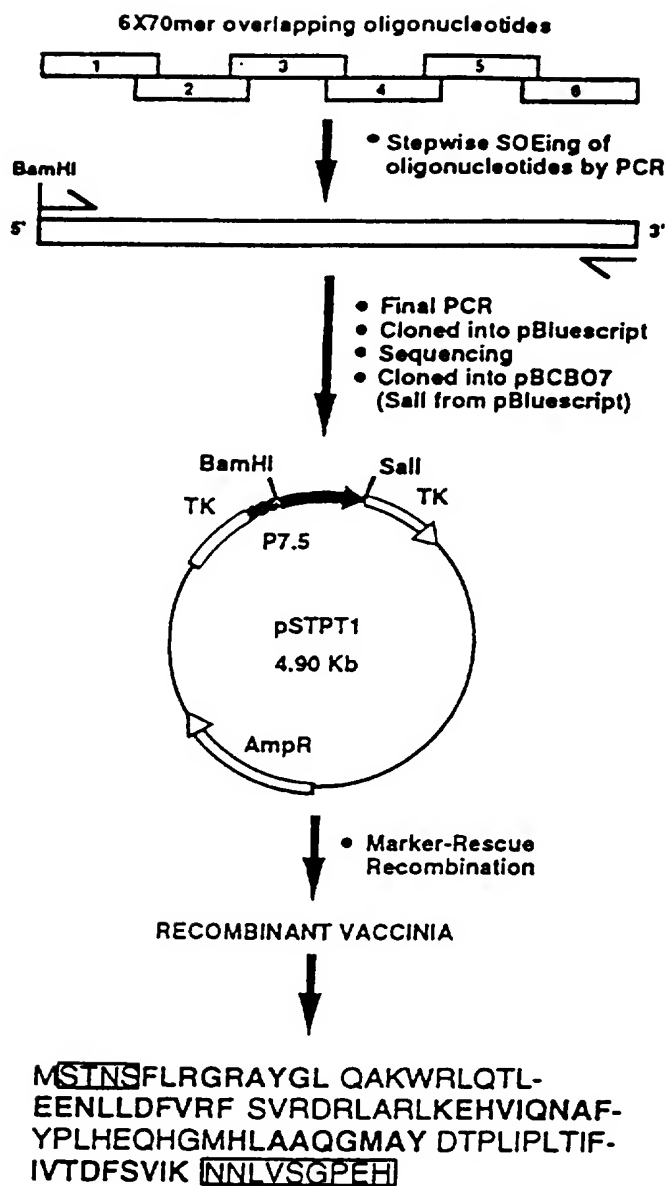 6X70mer overlapping oligonucleotides
1 3 5
2 4 6
• Stepwise SOEing of
oligonucleotides by PCR
BamHI
5' 3'
• Final PCR
• Cloned into pBluescript
• Sequencing
• Cloned into pBCB07
(SalI from pBluescript)
BamHI SalI
TK TK
P7.5
pSTPT1
4.90 Kb
AmpR
• Marker-Rescue
Recombination
RECOMBINANT VACCINIA
MSTNSFLRGRAYGL QAKWRLQTL-
EENLLDFVRF SVRDRLARLKEHVIQNAF-
YPLHEQHGMHLAAQGMAY DTPLIPLTIF-
IVTDFSVIK NNLVSGPEH